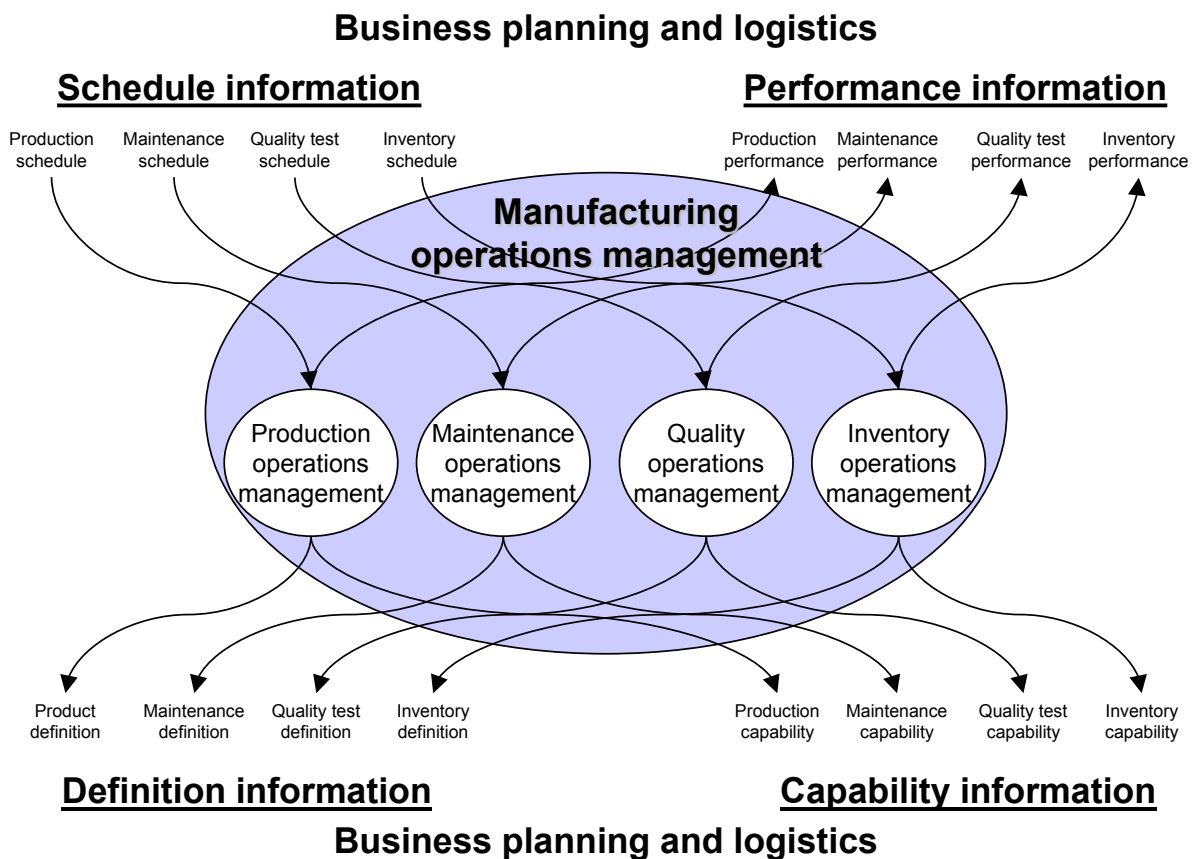 Business planning and logistics
Schedule information
Performance information
Production
schedule
Maintenance
schedule
Quality test
schedule
Inventory
schedule
Production
performance
Maintenance
performance
Quality test
performance
Inventory
performance
Manufacturing
operations management
Production
operations
management
Maintenance
operations
management
Quality
operations
management
Inventory
operations
management
Product
definition
Maintenance
definition
Quality test
definition
Inventory
definition
Production
capability
Maintenance
capability
Quality test
capability
Inventory
capability
Definition information
Capability information
Business planning and logistics